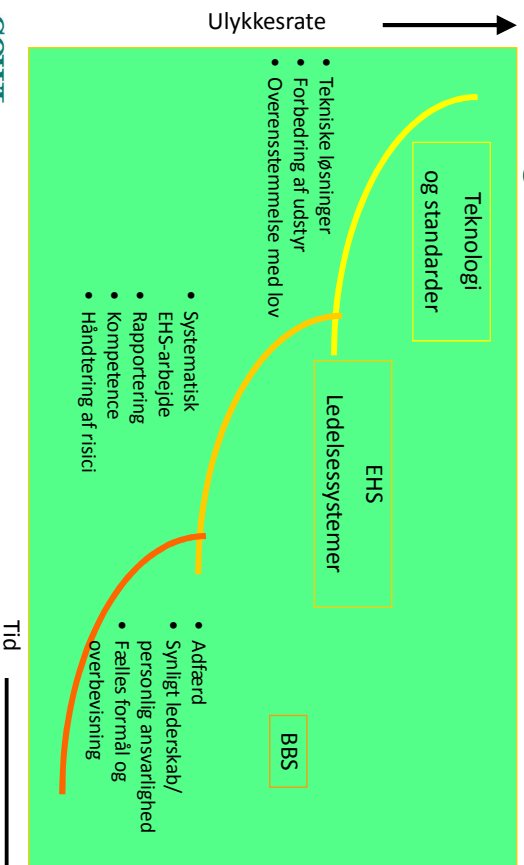 Ulykkesrate
Teknologi
og standarder
• Tekniske løsninger
• Forbedring af udstyr
• Overensstemmelse med lov
EHS
Ledelsessystemer
• Systematisk
EHS-arbejde
• Rapportering
• Kompetence
• Håndtering af risici
BBS
• Adfærd
• Synligt lederskab/
personlig ansvarlighed
• Fælles formål og
overbevisning
Tid